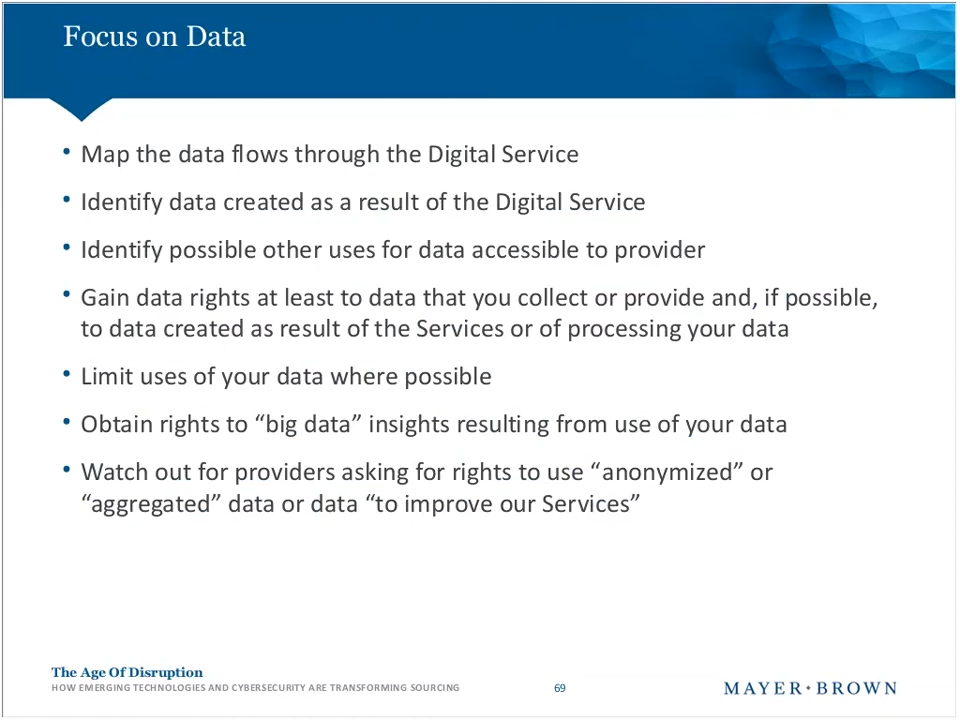 Focus on Data
• Map the data flows through the Digital Service
• Identify data created as a result of the Digital Service
• Identify possible other uses for data accessible to provider
• Gain data rights at least to data that you collect or provide and, if possible,
to data created as result of the Services or of processing your data
• Limit uses of your data where possible
• Obtain rights to “big data” insights resulting from use of your data
• Watch out for providers asking for rights to use “anonymized” or
“aggregated” data or data “to improve our Services”
The Age Of Disruption
HOW EMERGING TECHNOLOGIES AND CYBERSECURITY ARE TRANSFORMING SOURCING
69
MAYER•BROWN